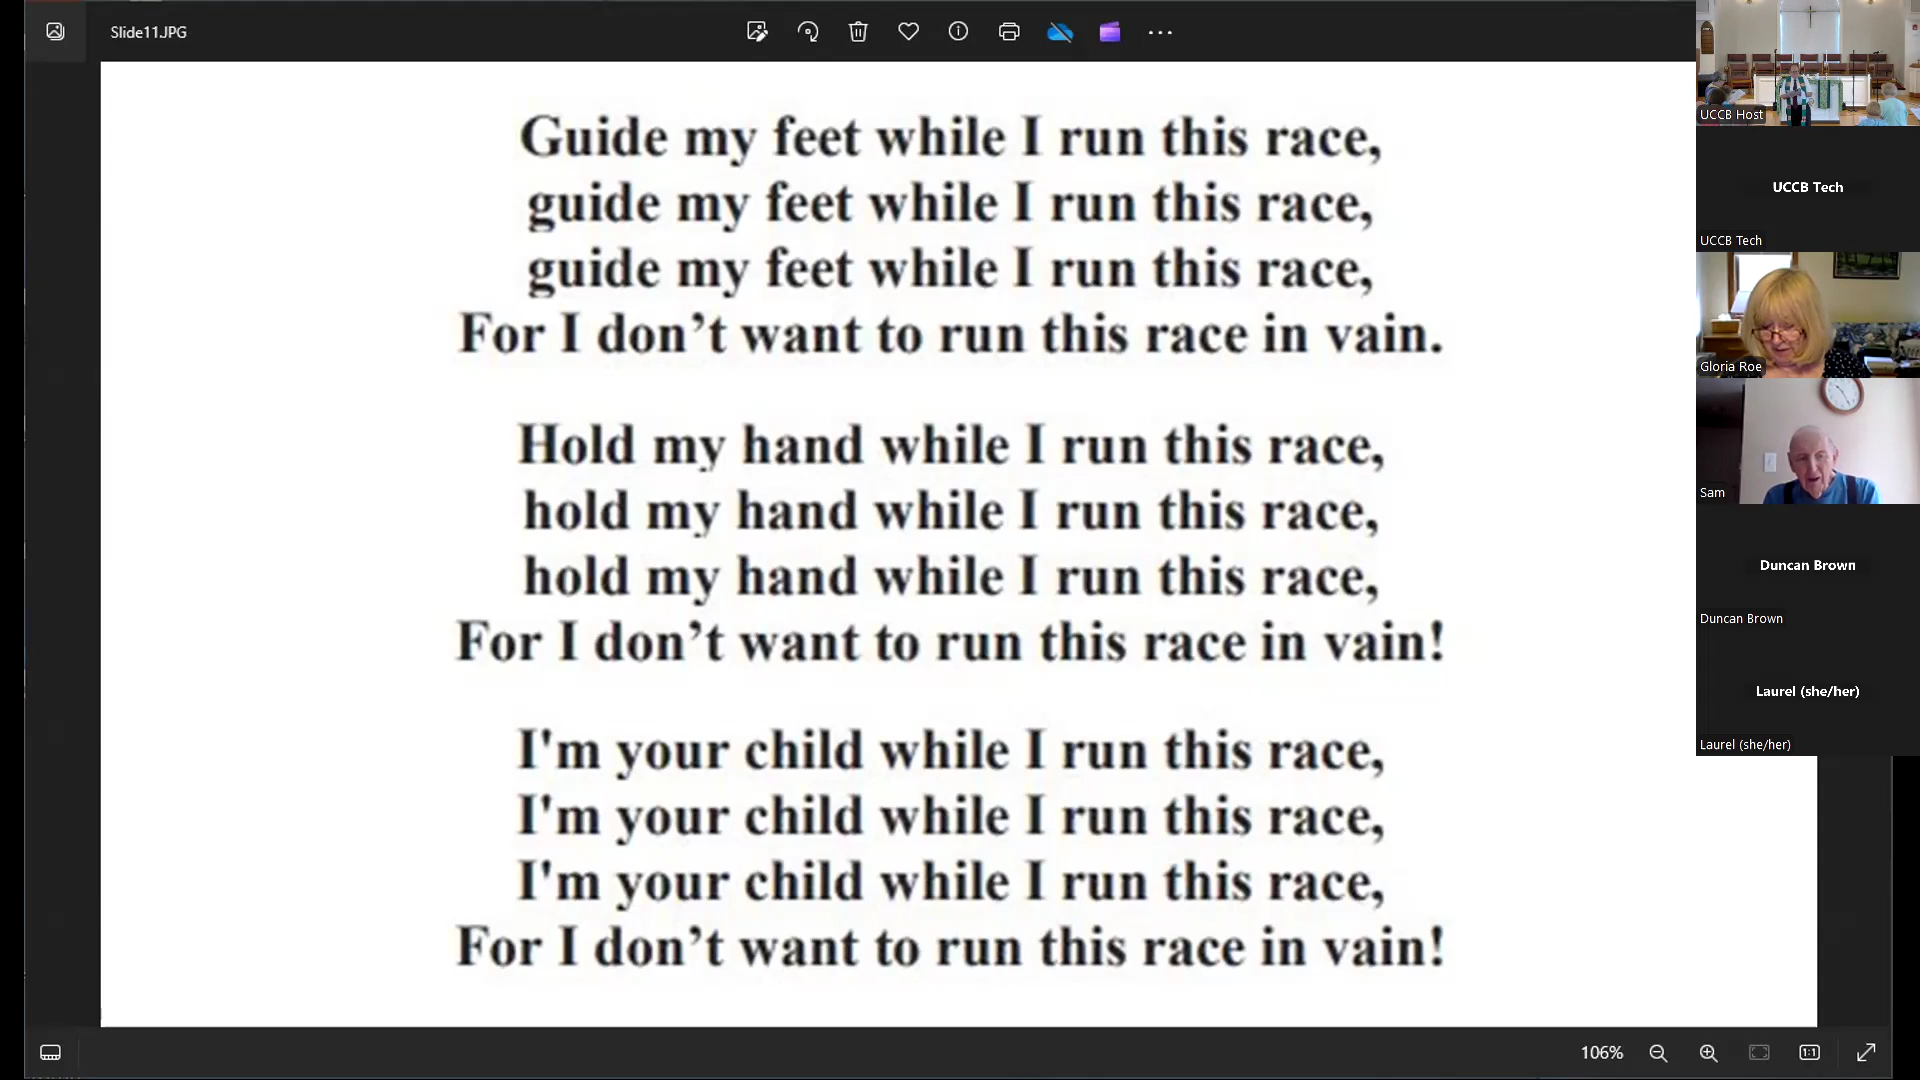 Slide11.JPG
Guide my feet while I run this race,
guide my feet while I run this race,
guide my feet while I run this race,
For I don’t want to run this race in vain.
Hold my hand while I run this race,
hold my hand while I run this race,
hold my hand while I run this race,
For I don’t want to run this race in vain!
I'm your child while I run this race,
I'm your child while I run this race,
I'm your child while I run this race,
For I don’t want to run this race in vain!
UCCB Host
UCCB Tech
UCCB Tech
Gloria Roe
Sam
Duncan Brown
Duncan Brown
Laurel (she/her)
Laurel (she/her)
106%
1:1